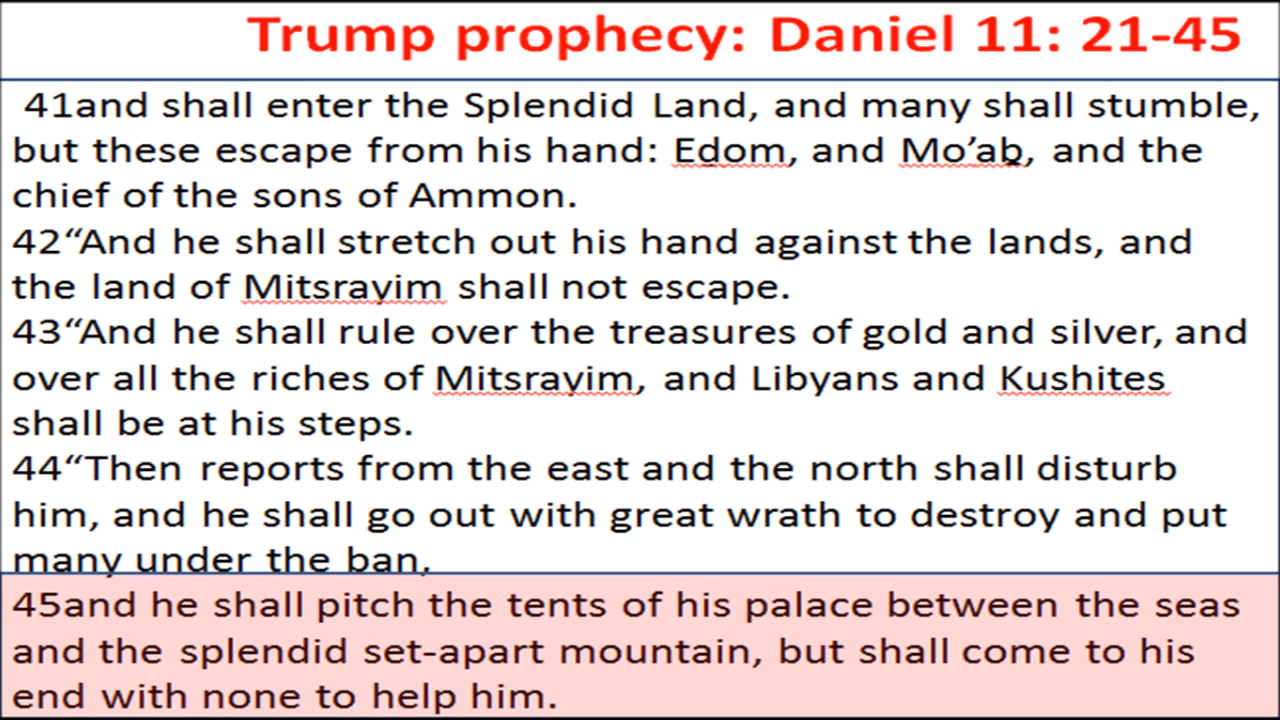 Trump prophecy: Daniel 11: 21-45
41and shall enter the Splendid Land, and many shall stumble,
but these escape from his hand: Edom, and Mo’ab, and the
chief of the sons of Ammon.
42“And he shall stretch out his hand against the lands, and
the land of Mitsrayim shall not escape.
43“And he shall rule over the treasures of gold and silver, and
over all the riches of Mitsrayim, and Libyans and Kushites
shall be at his steps.
44“Then reports from the east and the north shall disturb
him, and he shall go out with great wrath to destroy and put
many under the ban,
45and he shall pitch the tents of his palace between the seas
and the splendid set-apart mountain, but shall come to his
end with none to help him.